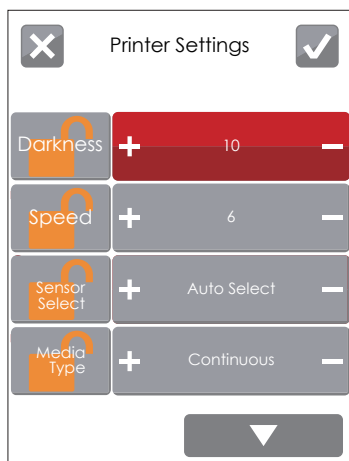 Printer Settings
Darkness
+ 10 −
Speed
+ 6 −
Sensor
Select
+ Auto Select −
Media
Type
+ Continuous −